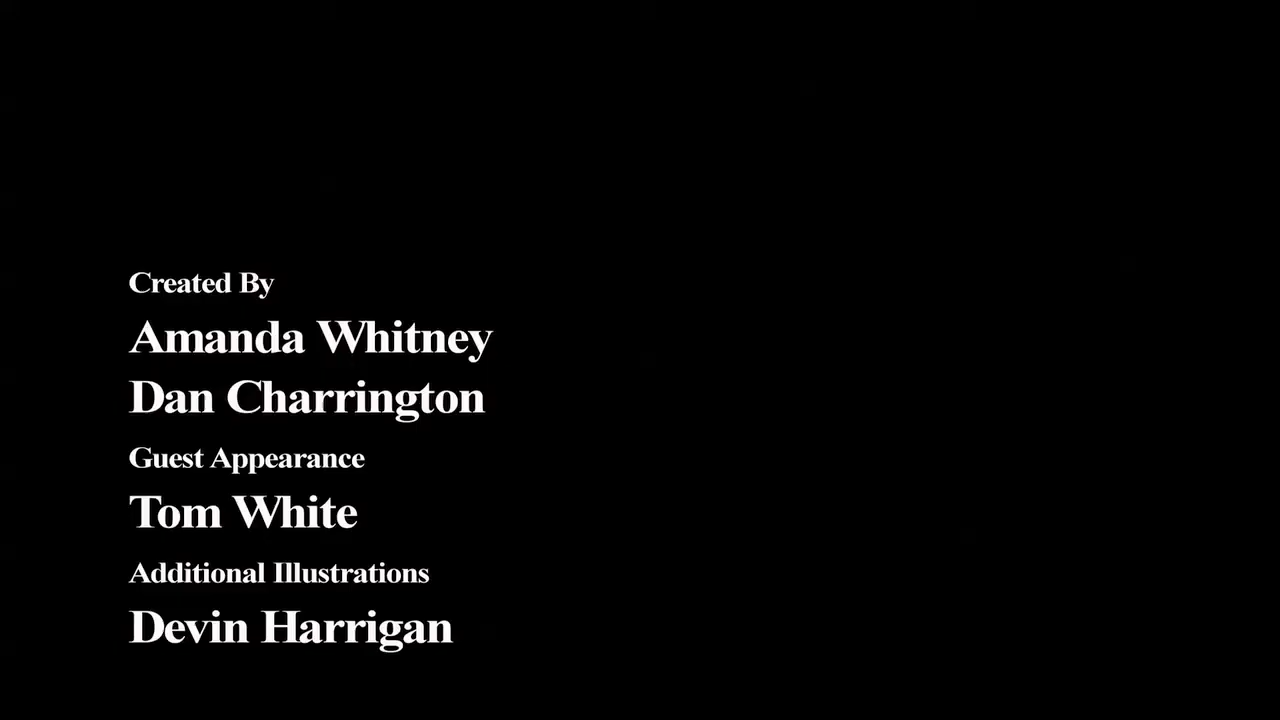 Created By
Amanda Whitney
Dan Charrington
Guest Appearance
Tom White
Additional Illustrations
Devin Harrigan